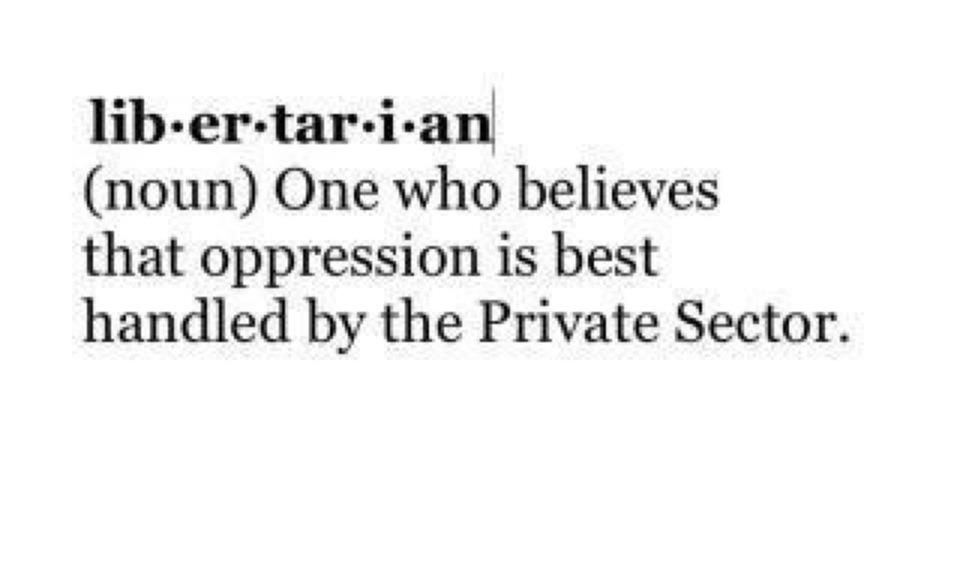 lib·er·tar·i·an
(noun) One who believes
that oppression is best
handled by the Private Sector.